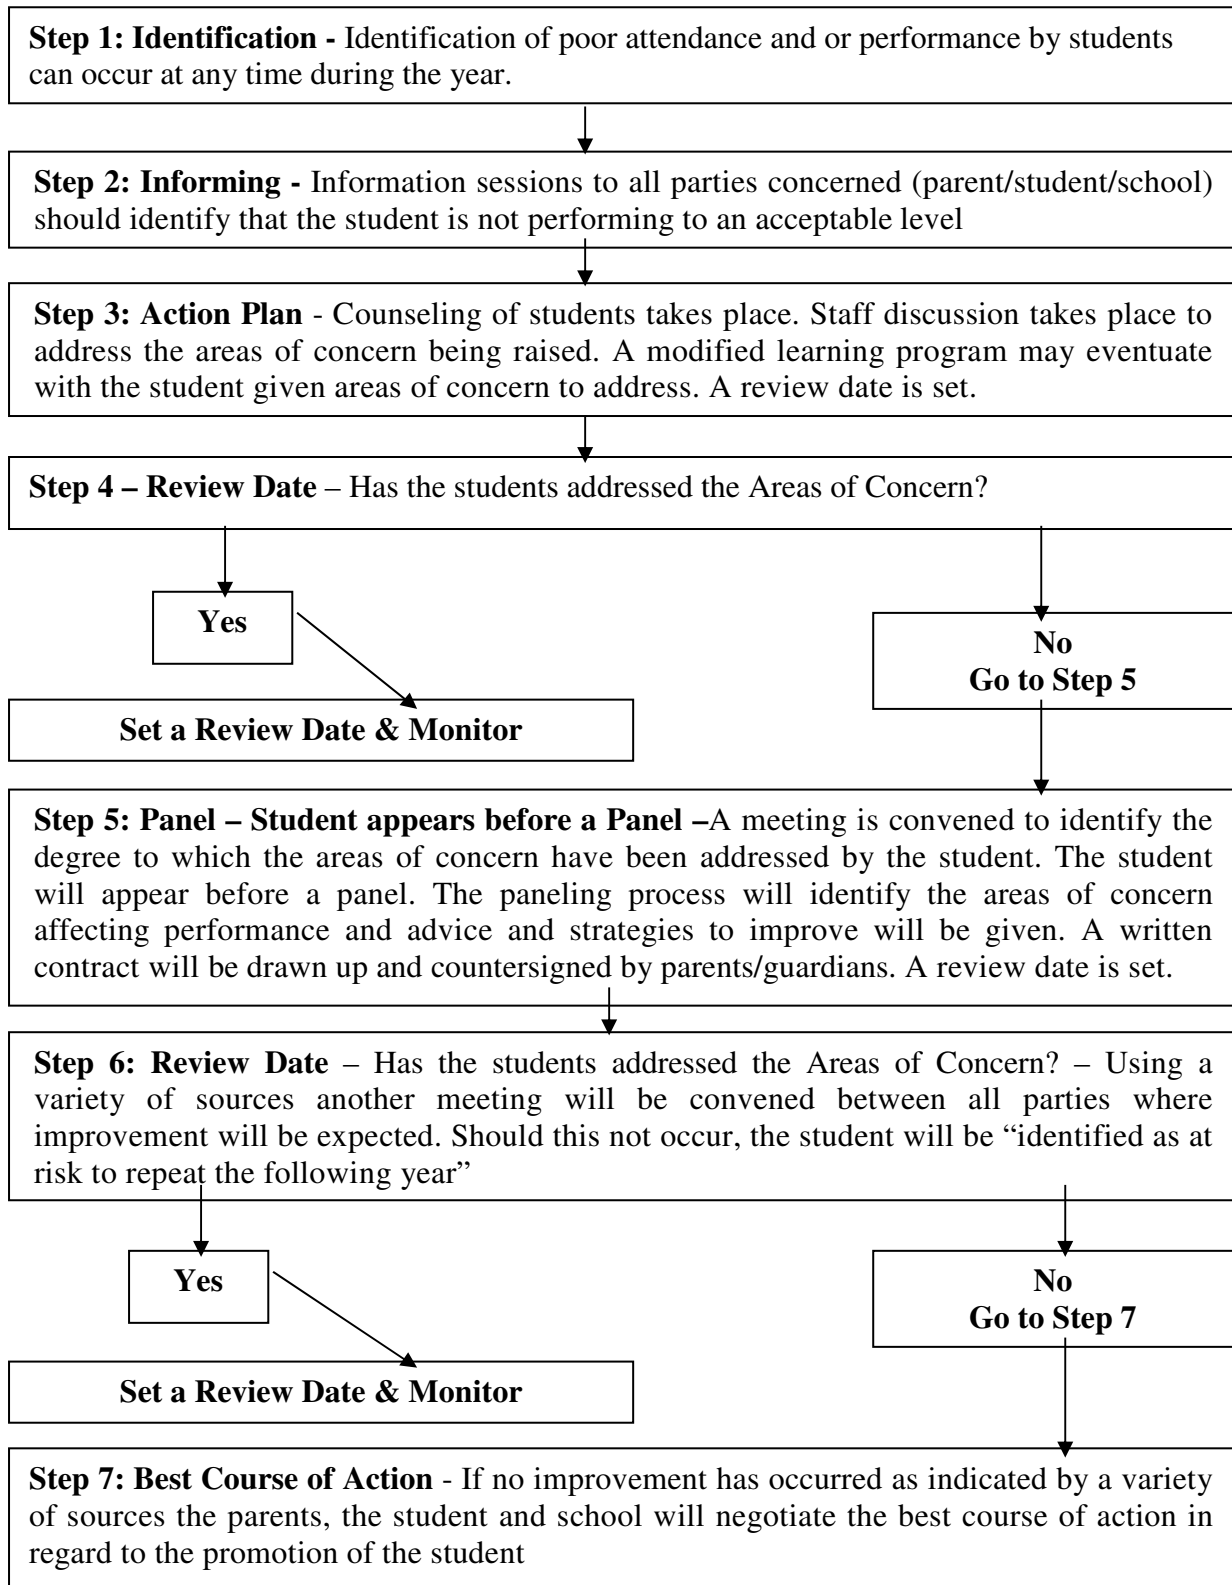 Step 1: Identification - Identification of poor attendance and or performance by students
can occur at any time during the year.
Step 2: Informing - Information sessions to all parties concerned (parent/student/school)
should identify that the student is not performing to an acceptable level
Step 3: Action Plan - Counseling of students takes place. Staff discussion takes place to
address the areas of concern being raised. A modified learning program may eventuate
with the student given areas of concern to address. A review date is set.
Step 4 – Review Date – Has the students addressed the Areas of Concern?
Yes
No
Go to Step 5
Set a Review Date & Monitor
Step 5: Panel – Student appears before a Panel –A meeting is convened to identify the
degree to which the areas of concern have been addressed by the student. The student
will appear before a panel. The paneling process will identify the areas of concern
affecting performance and advice and strategies to improve will be given. A written
contract will be drawn up and countersigned by parents/guardians. A review date is set.
Step 6: Review Date – Has the students addressed the Areas of Concern? – Using a
variety of sources another meeting will be convened between all parties where
improvement will be expected. Should this not occur, the student will be “identified as at
risk to repeat the following year”
Yes
No
Go to Step 7
Set a Review Date & Monitor
Step 7: Best Course of Action - If no improvement has occurred as indicated by a variety
of sources the parents, the student and school will negotiate the best course of action in
regard to the promotion of the student